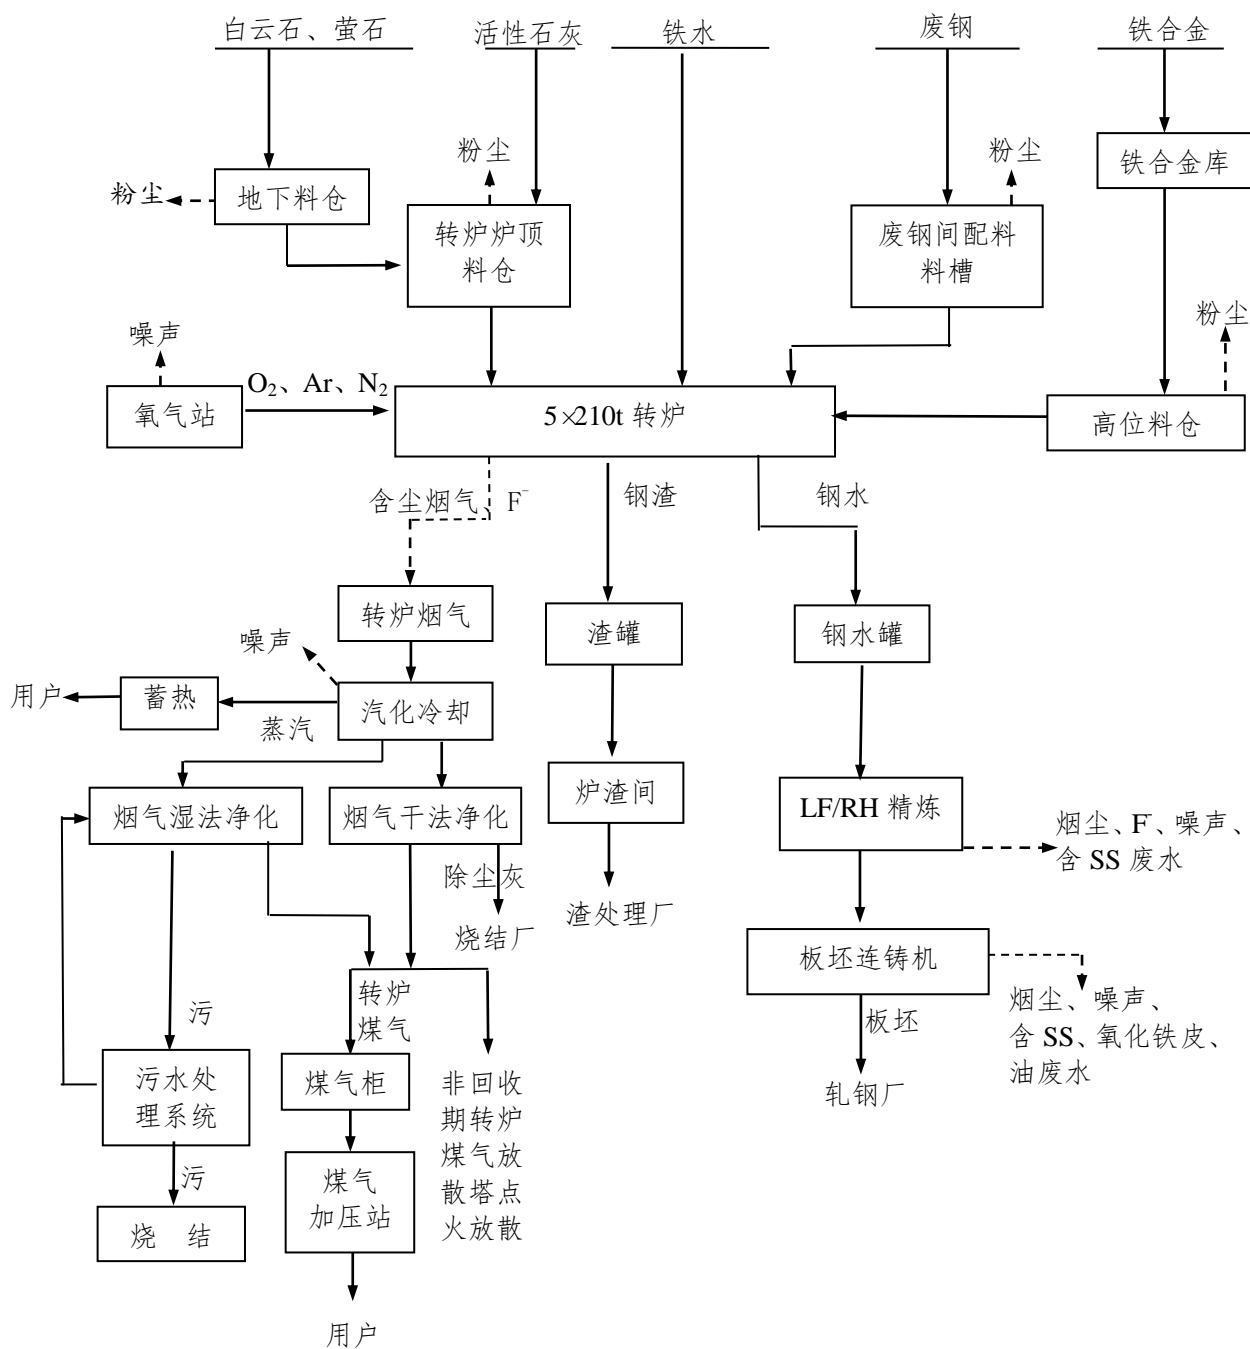 白云石、萤石
活性石灰
铁水
废钢
铁合金
粉尘
粉尘
铁合金库
粉尘
地下料仓
转炉炉顶
料仓
废钢间配料
料槽
粉尘
噪声
O₂、Ar、N₂
氧气站
5×210t 转炉
高位料仓
含尘烟气、F⁻
钢渣
钢水
转炉烟气
渣罐
钢水罐
噪声
用户
蓄热
蒸汽
汽化冷却
炉渣间
LF/RH 精炼
烟气湿法净化
烟气干法净化
烟尘、F⁻、噪声、
含 SS 废水
除尘灰
烧结厂
渣处理厂
板坯连铸机
转炉
煤气
污
板坯
烟尘、噪声、
含 SS、氧化铁皮、
油废水
污水处
理系统
煤气柜
非回收
期转炉
煤气放
散塔点
火放散
轧钢厂
污
煤气
加压站
烧 结
用户